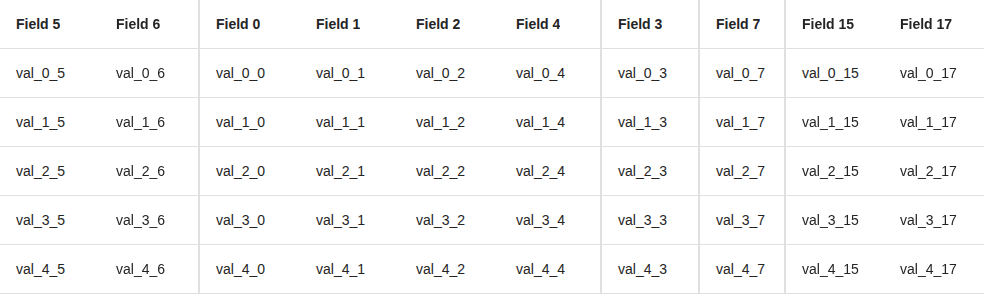 Field 5 Field 6 Field 0 Field 1 Field 2 Field 4 Field 3 Field 7 Field 15 Field 17
val_0_5 val_0_6 val_0_0 val_0_1 val_0_2 val_0_4 val_0_3 val_0_7 val_0_15 val_0_17
val_1_5 val_1_6 val_1_0 val_1_1 val_1_2 val_1_4 val_1_3 val_1_7 val_1_15 val_1_17
val_2_5 val_2_6 val_2_0 val_2_1 val_2_2 val_2_4 val_2_3 val_2_7 val_2_15 val_2_17
val_3_5 val_3_6 val_3_0 val_3_1 val_3_2 val_3_4 val_3_3 val_3_7 val_3_15 val_3_17
val_4_5 val_4_6 val_4_0 val_4_1 val_4_2 val_4_4 val_4_3 val_4_7 val_4_15 val_4_17